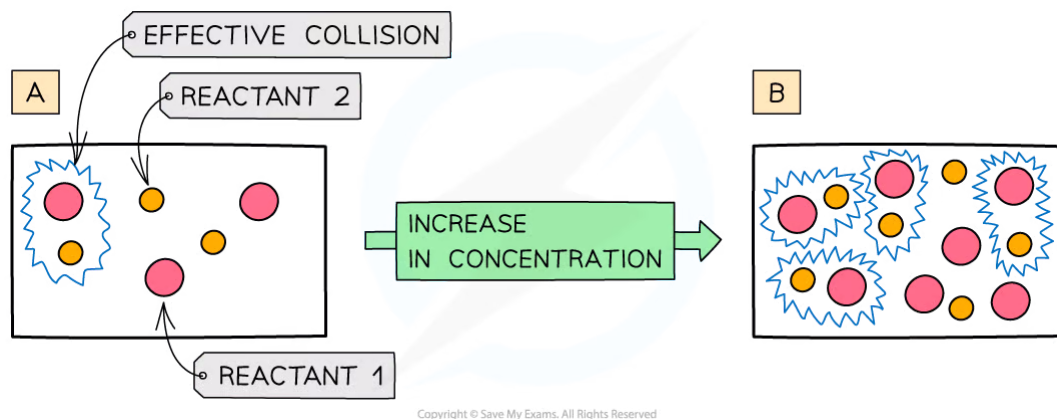 EFFECTIVE COLLISION
A
REACTANT 2
B
INCREASE
IN CONCENTRATION
REACTANT 1
Copyright © Save My Exams. All Rights Reserved